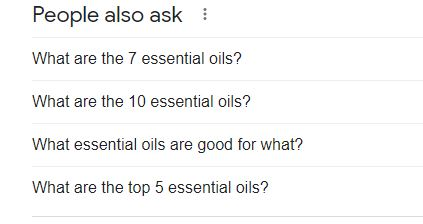 People also ask
What are the 7 essential oils?
What are the 10 essential oils?
What essential oils are good for what?
What are the top 5 essential oils?